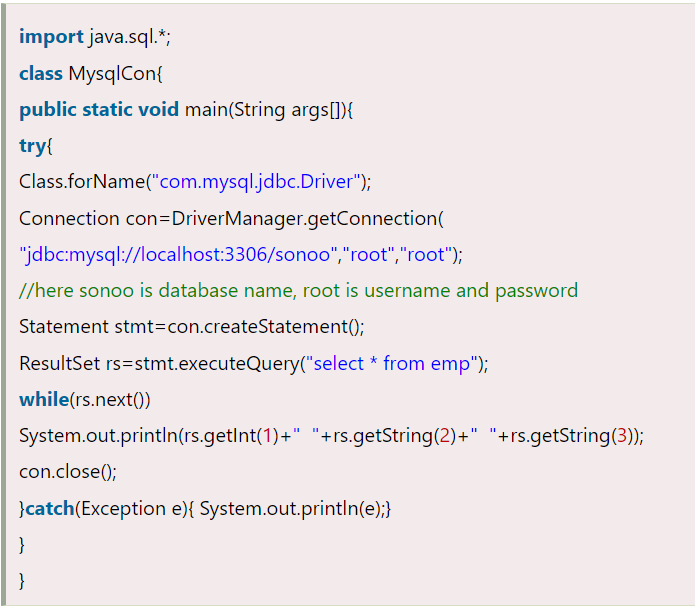 import java.sql.*;
class MysqlCon{
public static void main(String args[]){
try{
Class.forName("com.mysql.jdbc.Driver");
Connection con=DriverManager.getConnection(
"jdbc:mysql://localhost:3306/sonoo","root","root");
//here sonoo is database name, root is username and password
Statement stmt=con.createStatement();
ResultSet rs=stmt.executeQuery("select * from emp");
while(rs.next())
System.out.println(rs.getInt(1)+"  "+rs.getString(2)+"  "+rs.getString(3));
con.close();
}catch(Exception e){ System.out.println(e);}
}
}